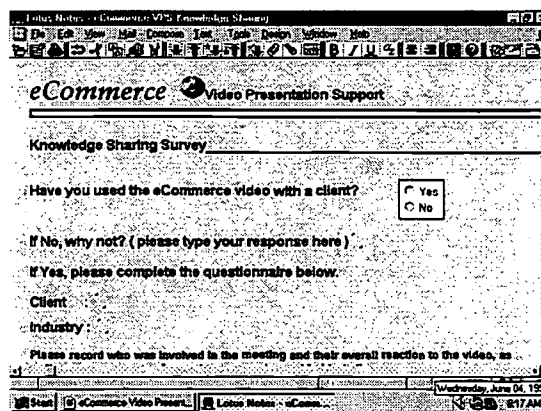 Lotus Notes - eCommerce VPS Knowledge Sharing
File Edit View Mail Compose Text Tools Design Window Help
eCommerce Video Presentation Support
Knowledge Sharing Survey
Have you used the eCommerce video with a client?
Yes
No
If No, why not? ( please type your response here )
If Yes, please complete the questionnaire below.
Client :
Industry :
Please record who was involved in the meeting and their overall reaction to the video, as
Wednesday, June 04, 19
Start eCommerce Video Present... Lotus Notes - eComm... 8:17 AM